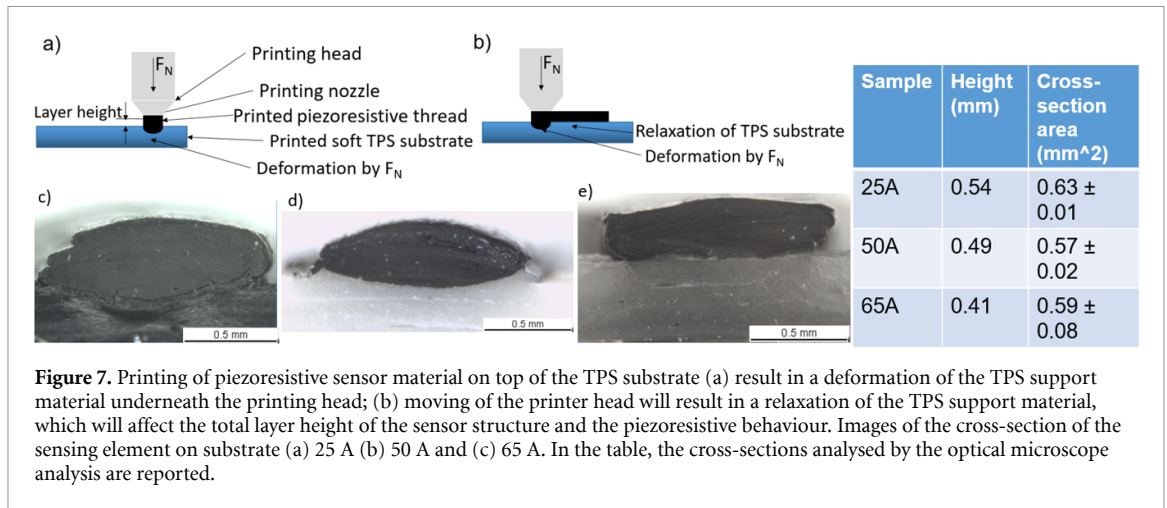 a)
F_N
Printing head
Printing nozzle
Layer height
Printed piezoresistive thread
Printed soft TPS substrate
Deformation by F_N
b)
F_N
Relaxation of TPS substrate
Deformation by F_N
c)
0.5 mm
d)
0.5 mm
e)
0.5 mm
Sample Height (mm) Cross-section area (mm^2)
25A 0.54 0.63 ± 0.01
50A 0.49 0.57 ± 0.02
65A 0.41 0.59 ± 0.08
Figure 7. Printing of piezoresistive sensor material on top of the TPS substrate (a) result in a deformation of the TPS support
material underneath the printing head; (b) moving of the printer head will result in a relaxation of the TPS support material,
which will affect the total layer height of the sensor structure and the piezoresistive behaviour. Images of the cross-section of the
sensing element on substrate (a) 25 A (b) 50 A and (c) 65 A. In the table, the cross-sections analysed by the optical microscope
analysis are reported.